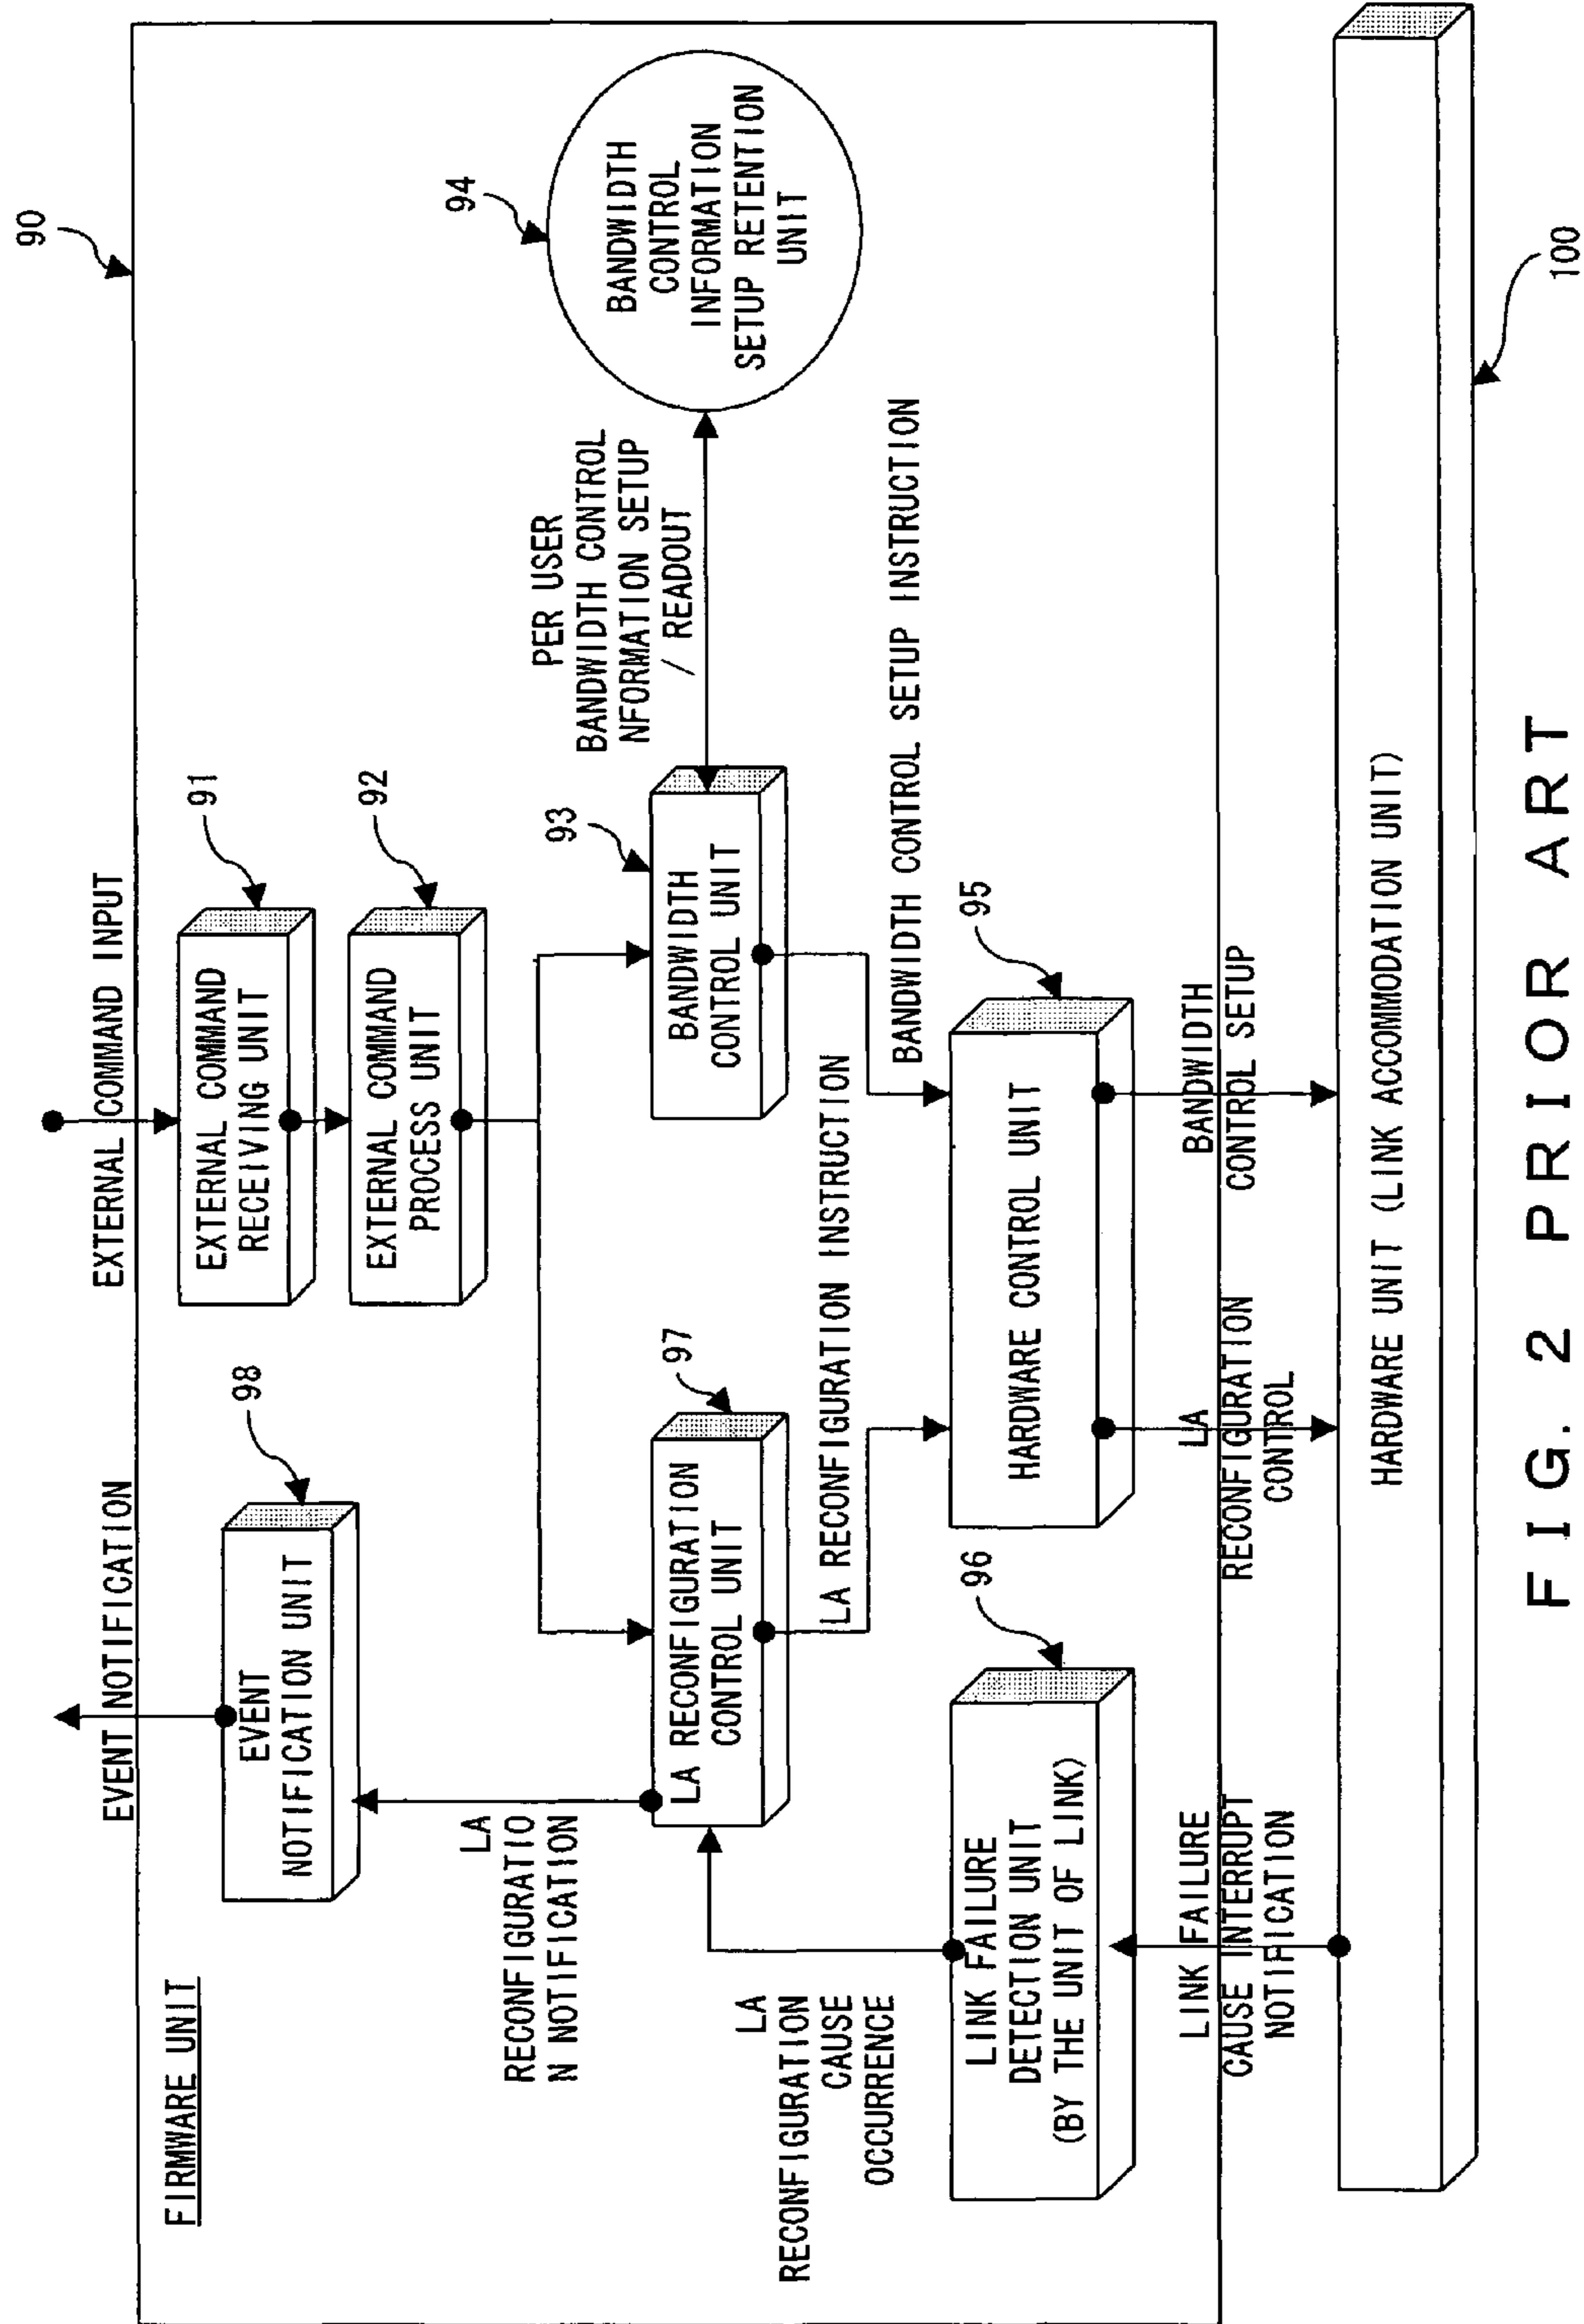 90
EVENT NOTIFICATION
EXTERNAL COMMAND INPUT
FIRMWARE UNIT
98
EVENT
NOTIFICATION UNIT
91
EXTERNAL COMMAND
RECEIVING UNIT
92
EXTERNAL COMMAND
PROCESS UNIT
94
BANDWIDTH
CONTROL
INFORMATION
SETUP RETENTION
UNIT
LA
RECONFIGURATIO
N NOTIFICATION
PER USER
BANDWIDTH CONTROL
NFORMATION SETUP
/ READOUT
97
LA RECONFIGURATION
CONTROL UNIT
93
BANDWIDTH
CONTROL UNIT
LA
RECONFIGURATION
CAUSE
OCCURRENCE
LA RECONFIGURATION INSTRUCTION
BANDWIDTH CONTROL SETUP INSTRUCTION
96
LINK FAILURE
DETECTION UNIT
(BY THE UNIT OF LINK)
95
HARDWARE CONTROL UNIT
LINK FAILURE
CAUSE INTERRUPT
NOTIFICATION
LA
RECONFIGURATION
CONTROL
BANDWIDTH
CONTROL SETUP
HARDWARE UNIT (LINK ACCOMMODATION UNIT)
100
FIG. 2 PRIOR ART